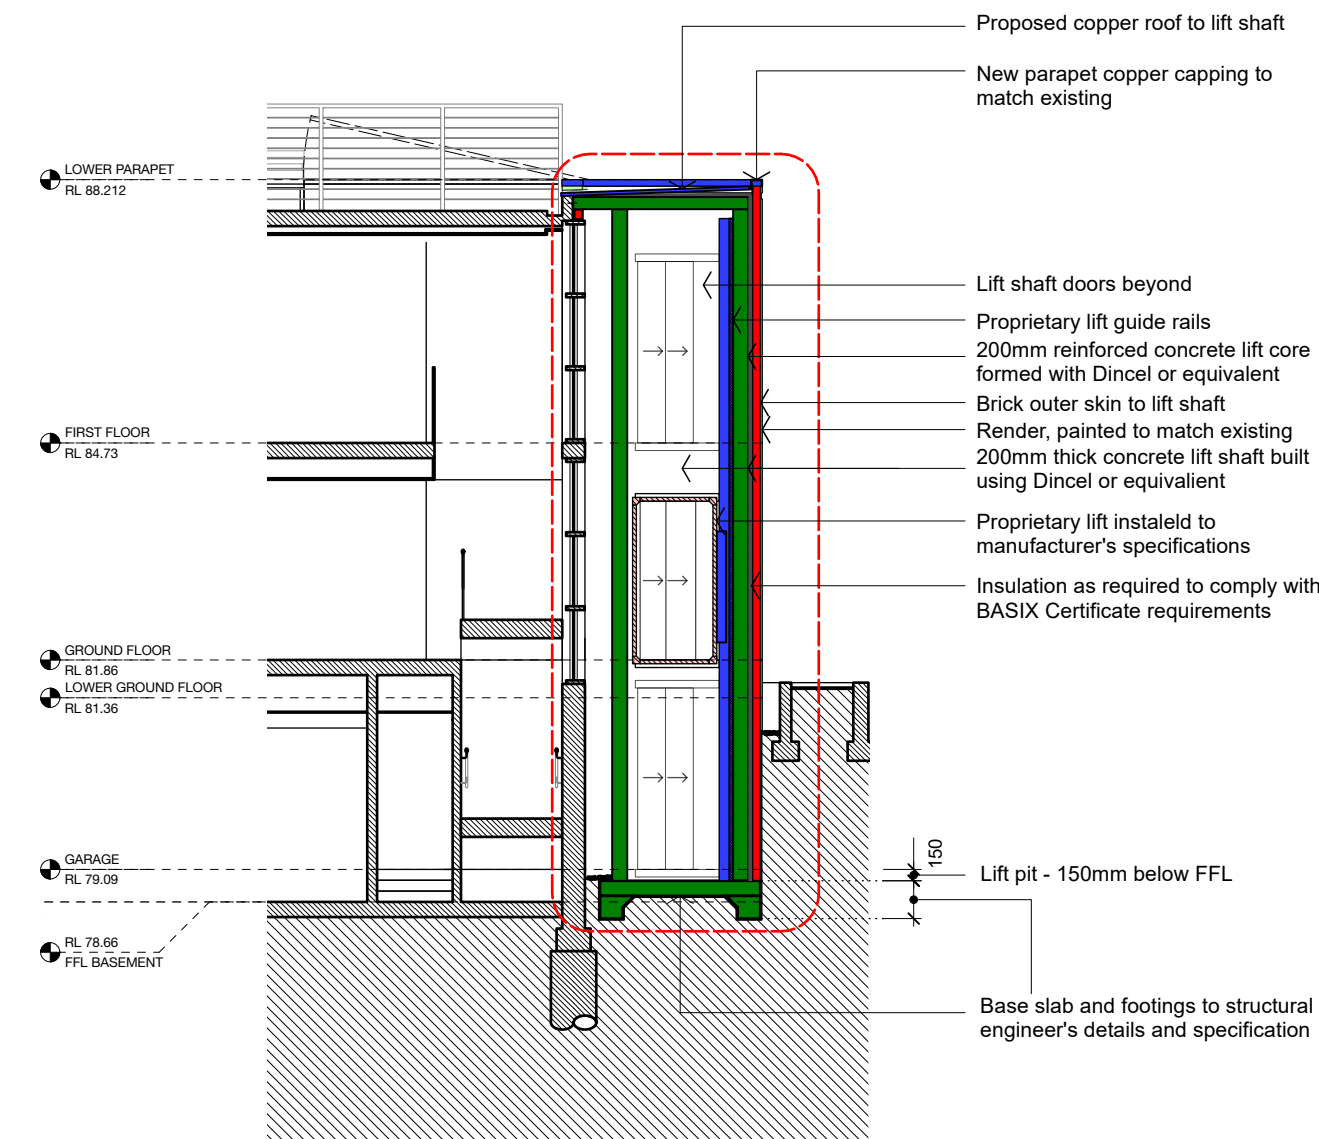 Proposed copper roof to lift shaft
New parapet copper capping to
match existing
LOWER PARAPET
RL 88.212
Lift shaft doors beyond
Proprietary lift guide rails
200mm reinforced concrete lift core
formed with Dincel or equivalent
Brick outer skin to lift shaft
Render, painted to match existing
FIRST FLOOR
RL 84.73
200mm thick concrete lift shaft built
using Dincel or equivalient
Proprietary lift instaleld to
manufacturer's specifications
Insulation as required to comply with
BASIX Certificate requirements
GROUND FLOOR
RL 81.86
LOWER GROUND FLOOR
RL 81.36
GARAGE
RL 79.09
150
Lift pit - 150mm below FFL
RL 78.66
FFL BASEMENT
Base slab and footings to structural
engineer's details and specification